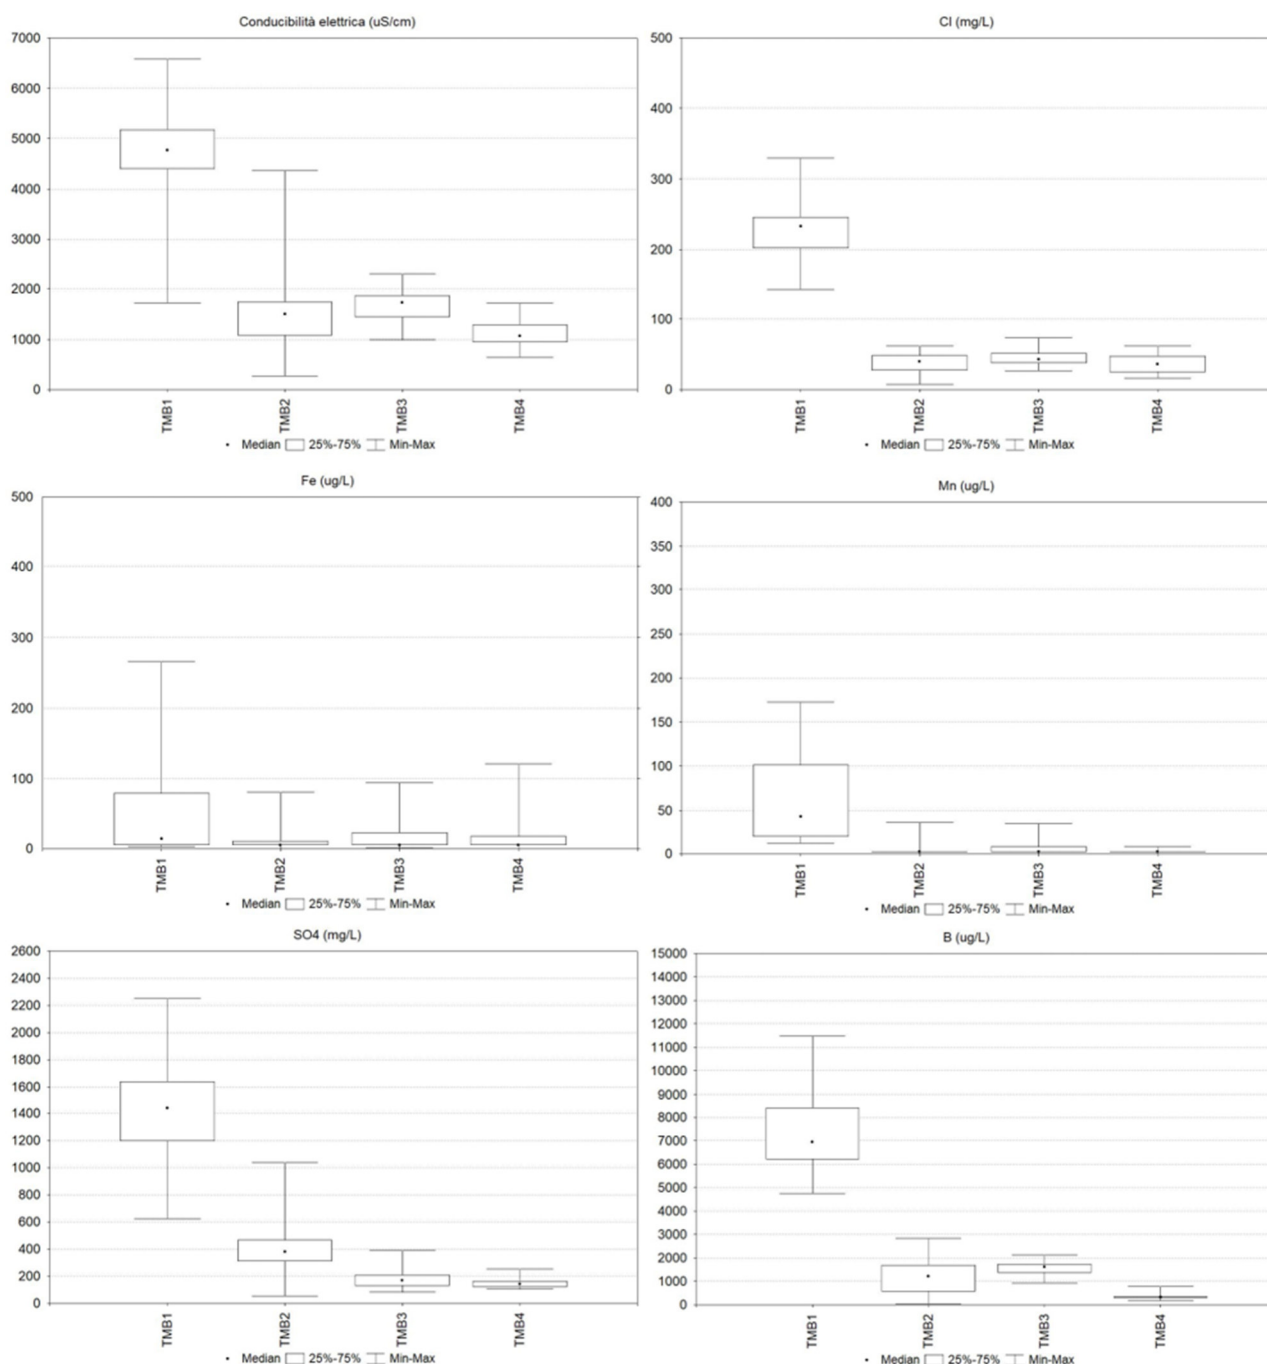 Conducibilità elettrica (uS/cm)
7000
6000
5000
4000
3000
2000
1000
0
TMB1
TMB2
TMB3
TMB4
Median 25%-75% Min-Max
Cl (mg/L)
500
400
300
200
100
0
TMB1
TMB2
TMB3
TMB4
Median 25%-75% Min-Max
Fe (ug/L)
500
400
300
200
100
0
TMB1
TMB2
TMB3
TMB4
Median 25%-75% Min-Max
Mn (ug/L)
400
350
300
250
200
150
100
50
0
TMB1
TMB2
TMB3
TMB4
Median 25%-75% Min-Max
SO4 (mg/L)
2600
2400
2200
2000
1800
1600
1400
1200
1000
800
600
400
200
0
TMB1
TMB2
TMB3
TMB4
Median 25%-75% Min-Max
B (ug/L)
15000
14000
13000
12000
11000
10000
9000
8000
7000
6000
5000
4000
3000
2000
1000
0
TMB1
TMB2
TMB3
TMB4
Median 25%-75% Min-Max